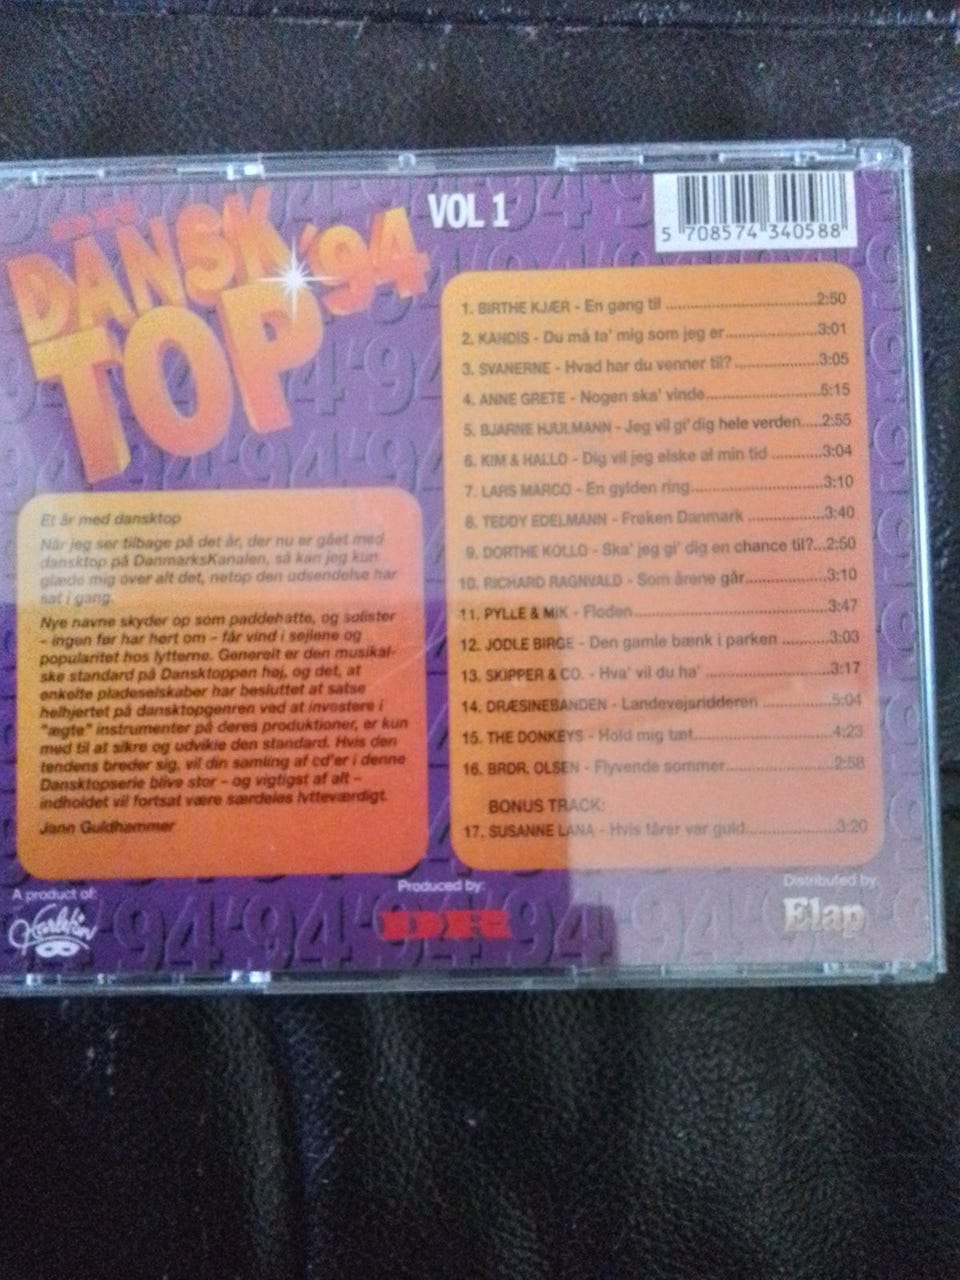 DANSK
TOP '94
VOL 1
5 708574 340588
1. BIRTHE KJÆR - En gang til ...............................2:50
2. KANDIS - Du må ta' mig som jeg er...................3:01
3. SVANERNE - Hvad har du venner til? .................3:05
4. ANNE GRETE - Nogen ska' vinde.......................5:15
5. BJARNE HJULMANN - Jeg vil gi' dig hele verden.....2:55
6. KIM & HALLO - Dig vil jeg elske al min tid ...........3:04
7. LARS MARCO - En gylden ring...........................3:10
8. TEDDY EDELMANN - Frøken Danmark ...............3:40
9. DORTHE KOLLO - Ska' jeg gi' dig en chance til?...2:50
10. RICHARD RAGNVALD - Som årene går................3:10
11. PYLLE & MIK - Floden......................................3:47
12. JODLE BIRGE - Den gamle bænk i parken ..........3:03
13. SKIPPER & CO. - Hva' vil du ha' ........................3:17
14. DRÆSINEBANDEN - Landevejsridderen ..............5:04
15. THE DONKEYS - Hold mig tæt..........................4:23
16. BRDR. OLSEN - Flyvende sommer.....................2:58
BONUS TRACK:
17. SUSANNE LANA - Hvis tårer var guld..................3:20
Et år med dansktop
Når jeg ser tilbage på det år, der nu er gået med
dansktop på DanmarksKanalen, så kan jeg kun
glæde mig over alt det, netop den udsendelse har
sat i gang.
Nye navne skyder op som paddehatte, og solister
– ingen før har hørt om – får vind i sejlene og
popularitet hos lytterne. Generelt er den musikal-
ske standard på Dansktoppen høj, og det, at
enkelte pladeselskaber har besluttet at satse
helhjertet på dansktopgenren ved at investere i
"ægte" instrumenter på deres produktioner, er kun
med til at sikre og udvikle den standard. Hvis den
tendens breder sig, vil din samling af cd'er i denne
Dansktopserie blive stor – og vigtigst af alt –
indholdet vil fortsat være særdeles lytteværdigt.
Jann Guldhammer
A product of:
Harlekin
Produced by:
DR
Distributed by:
Elap